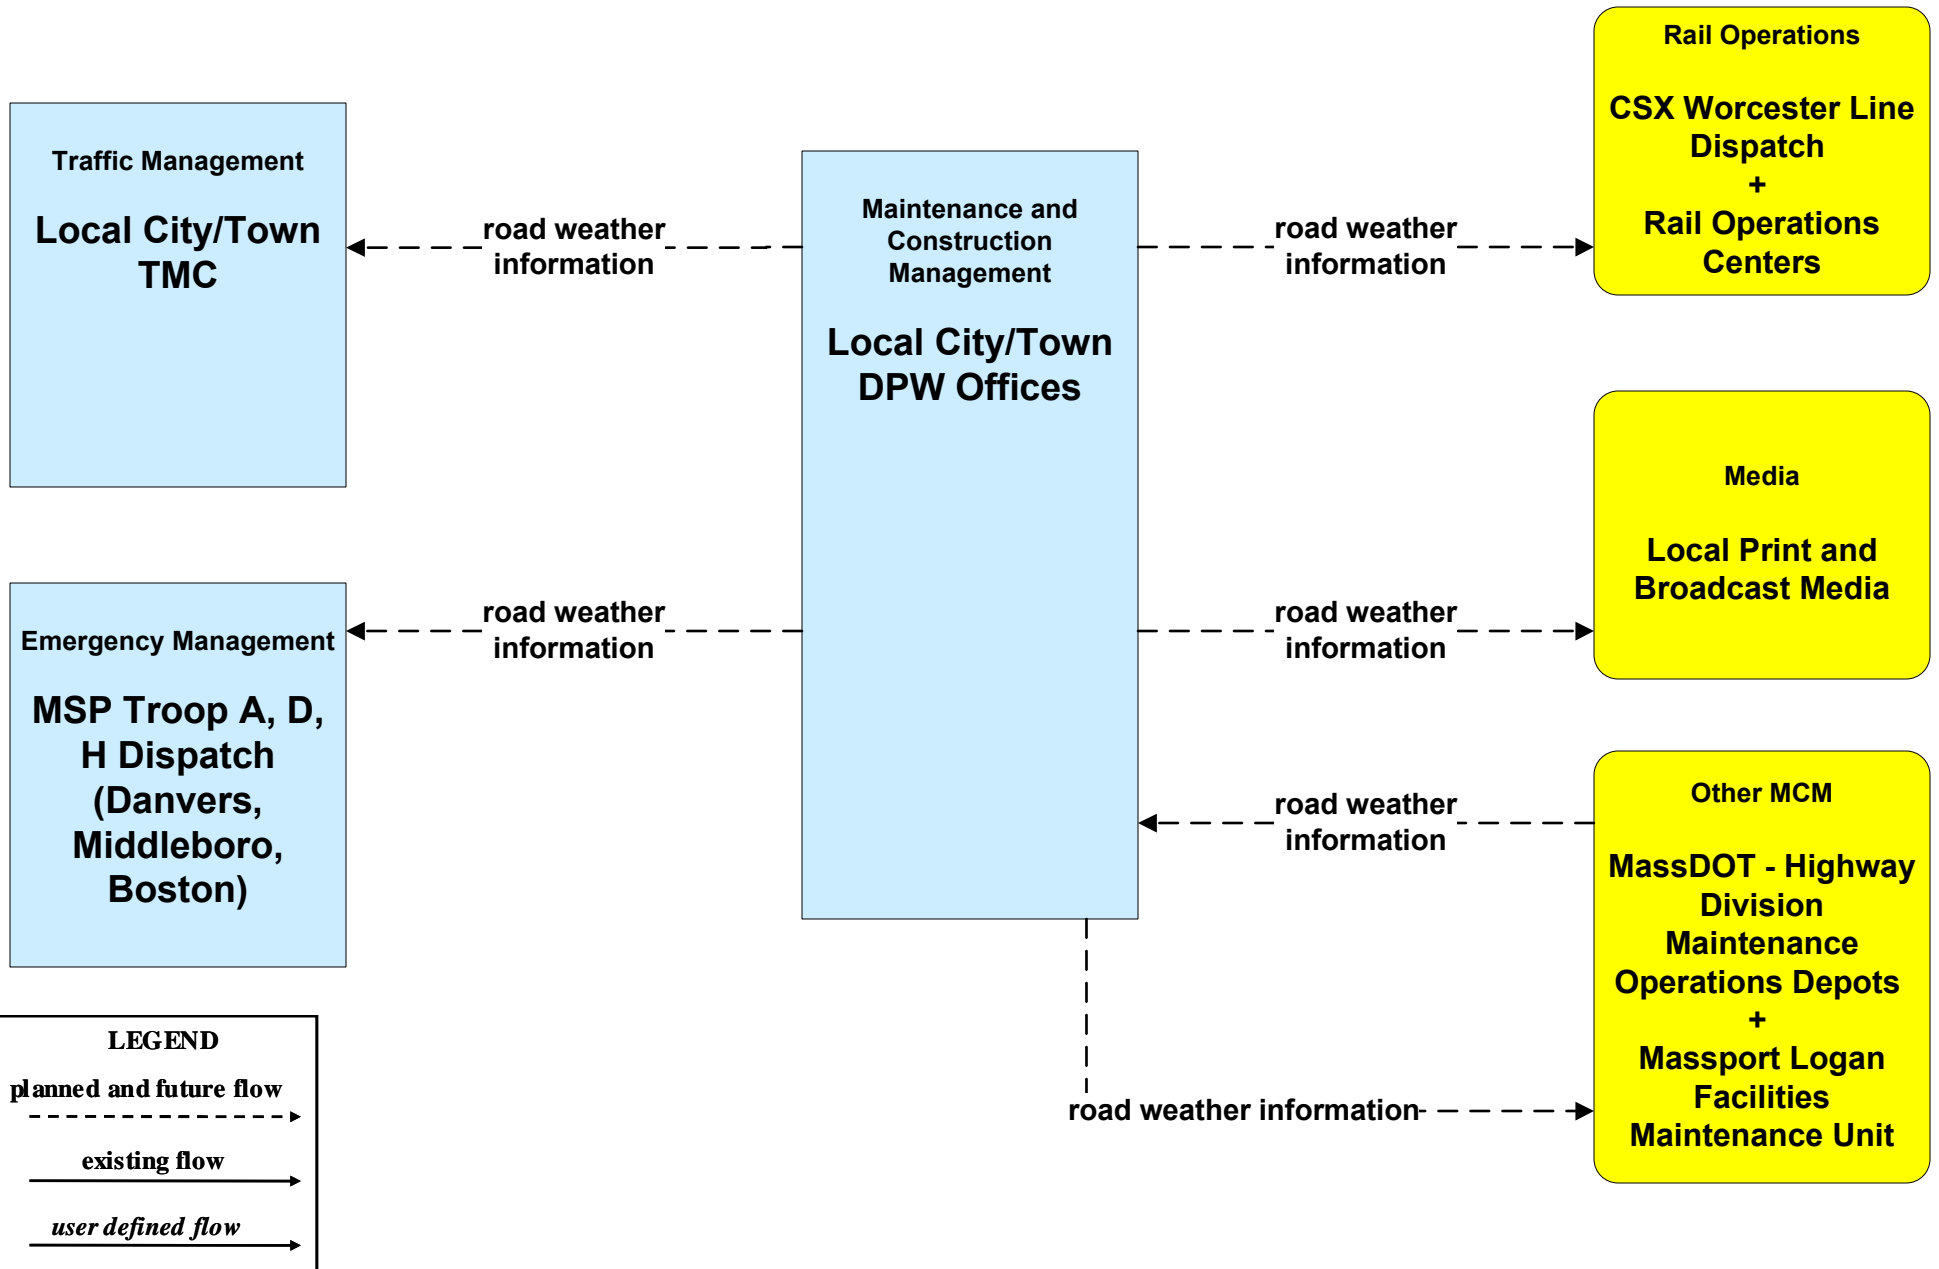 Rail Operations
CSX Worcester Line
Dispatch
+
Rail Operations
Centers
Traffic Management
Local City/Town
TMC
road weather
information
Maintenance and
Construction
Management
Local City/Town
DPW Offices
road weather
information
Media
Local Print and
Broadcast Media
Emergency Management
MSP Troop A, D,
H Dispatch
(Danvers,
Middleboro,
Boston)
road weather
information
road weather
information
road weather
information
Other MCM
MassDOT - Highway
Division
Maintenance
Operations Depots
+
Massport Logan
Facilities
Maintenance Unit
road weather information
LEGEND
planned and future flow
existing flow
user defined flow